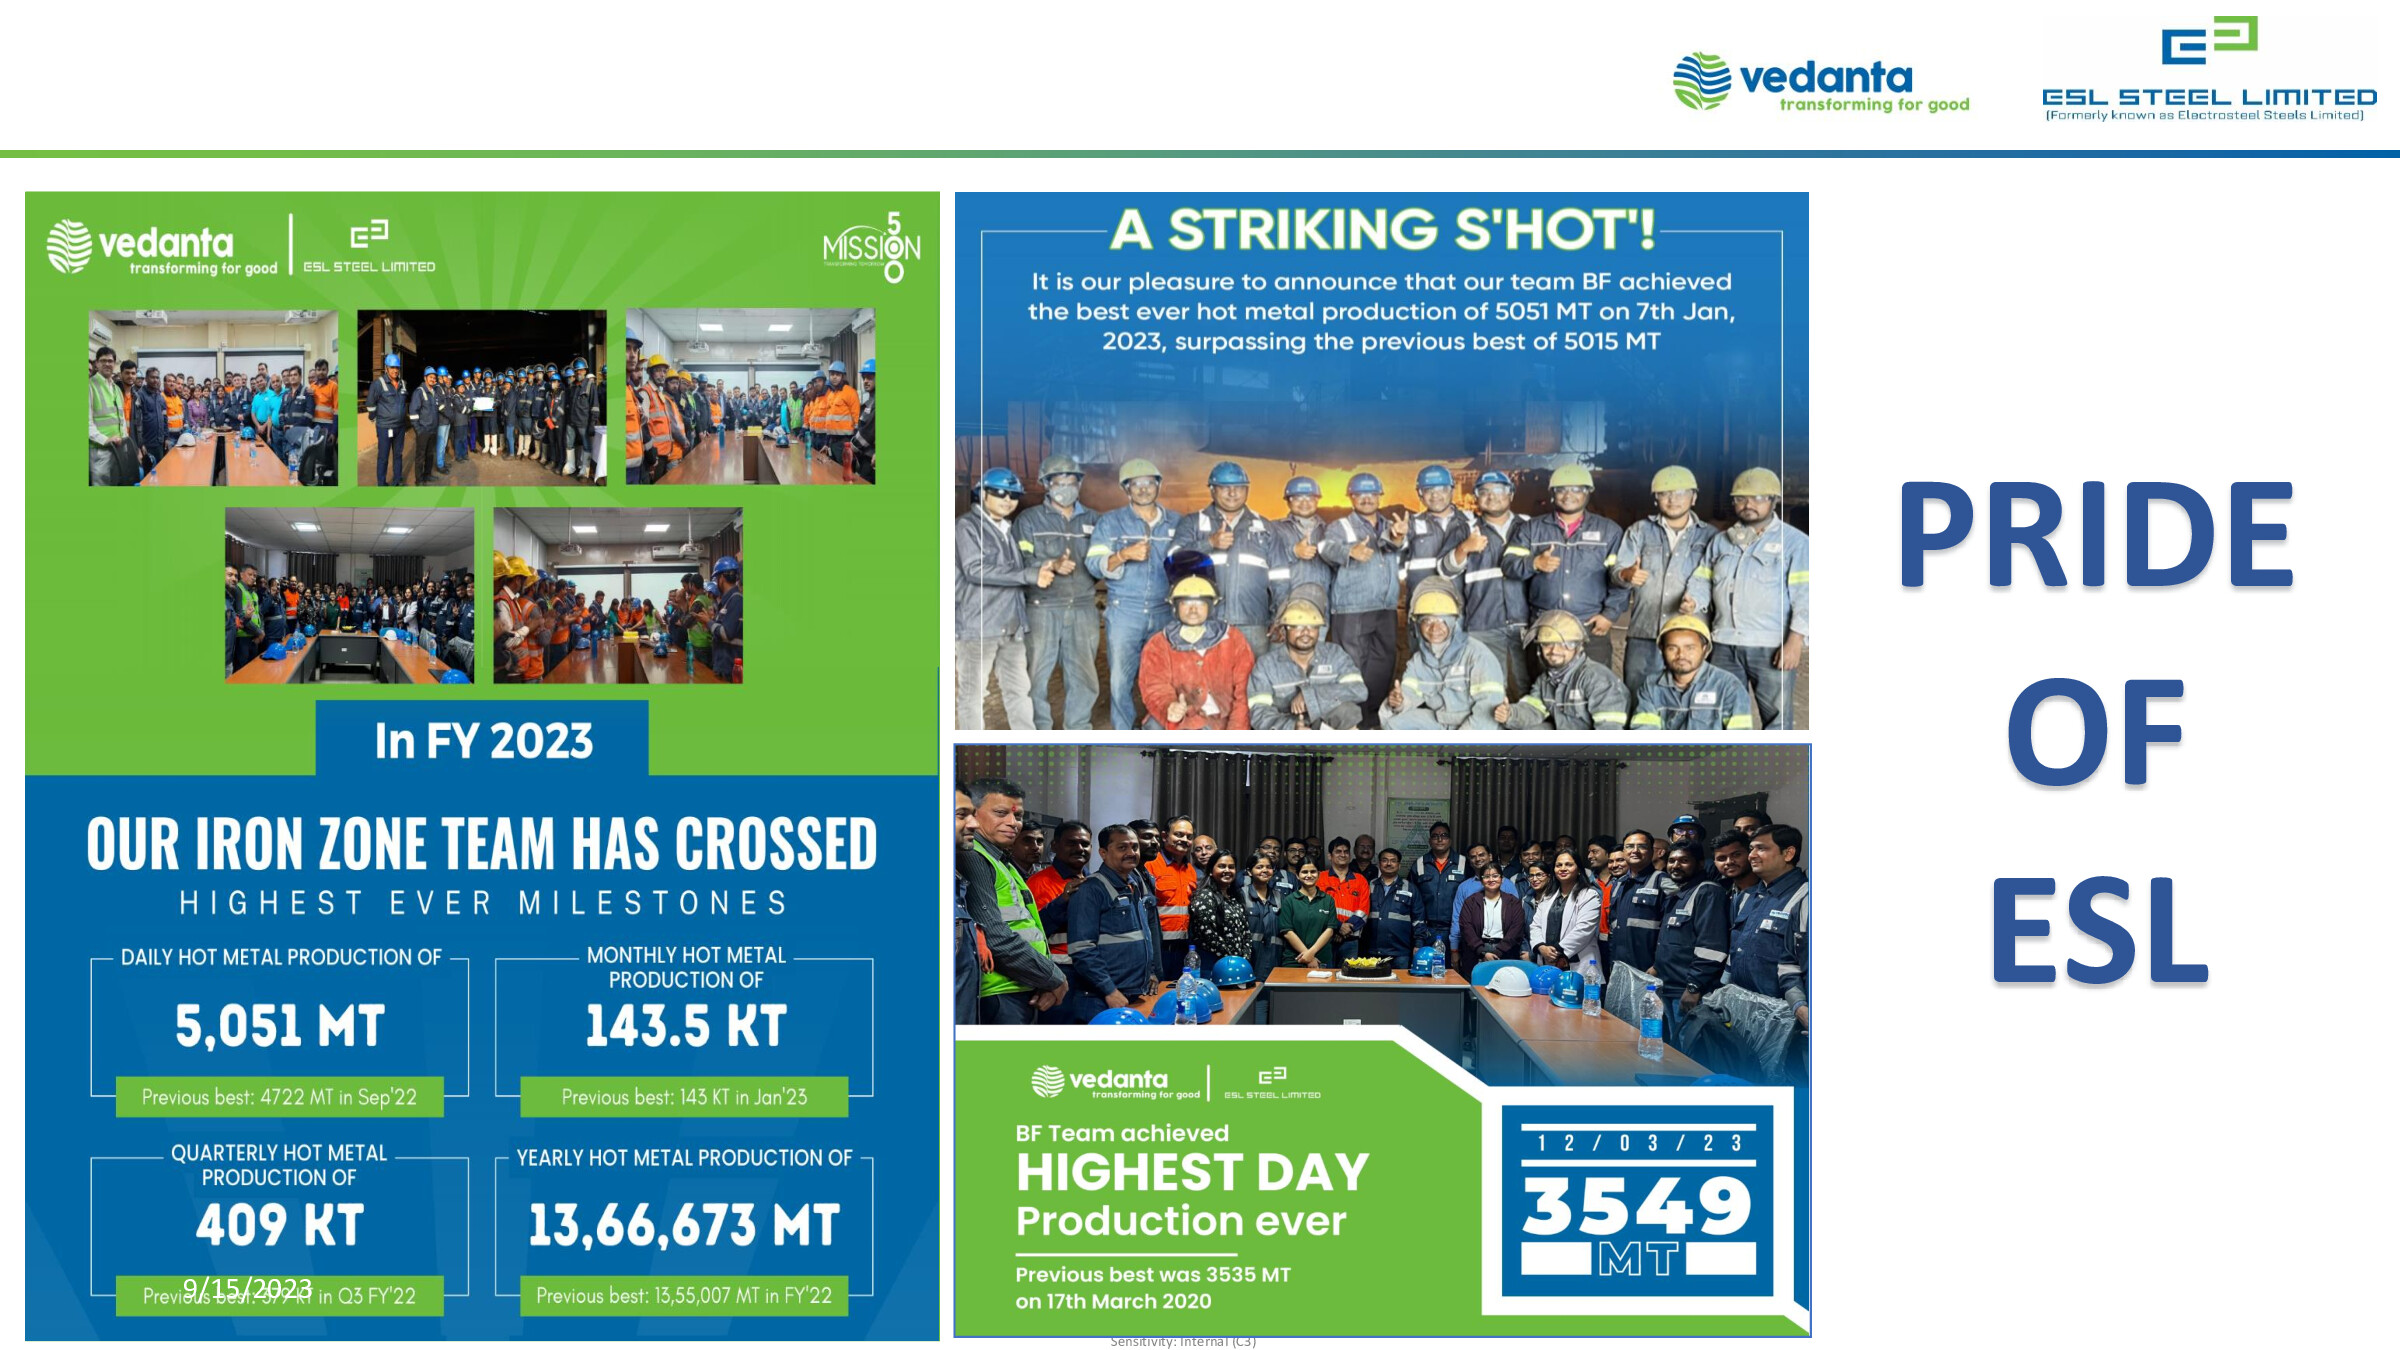 vedanta
transforming for good
ESL STEEL LIMITED
(Formerly known as Electrosteel Steels Limited)
vedanta
transforming for good
ESL STEEL LIMITED
MISSION 500
In FY 2023
OUR IRON ZONE TEAM HAS CROSSED
HIGHEST EVER MILESTONES
DAILY HOT METAL PRODUCTION OF
5,051 MT
Previous best: 4722 MT in Sep'22
MONTHLY HOT METAL
PRODUCTION OF
143.5 KT
Previous best: 143 KT in Jan'23
QUARTERLY HOT METAL
PRODUCTION OF
409 KT
Previous best: 379 KT in Q3 FY'22
9/15/2023
YEARLY HOT METAL PRODUCTION OF
13,66,673 MT
Previous best: 13,55,007 MT in FY'22
A STRIKING S'HOT'!
It is our pleasure to announce that our team BF achieved
the best ever hot metal production of 5051 MT on 7th Jan,
2023, surpassing the previous best of 5015 MT
vedanta
transforming for good
ESL STEEL LIMITED
BF Team achieved
HIGHEST DAY
Production ever
Previous best was 3535 MT
on 17th March 2020
12/03/23
3549
MT
PRIDE
OF
ESL
Sensitivity: Internal (C3)